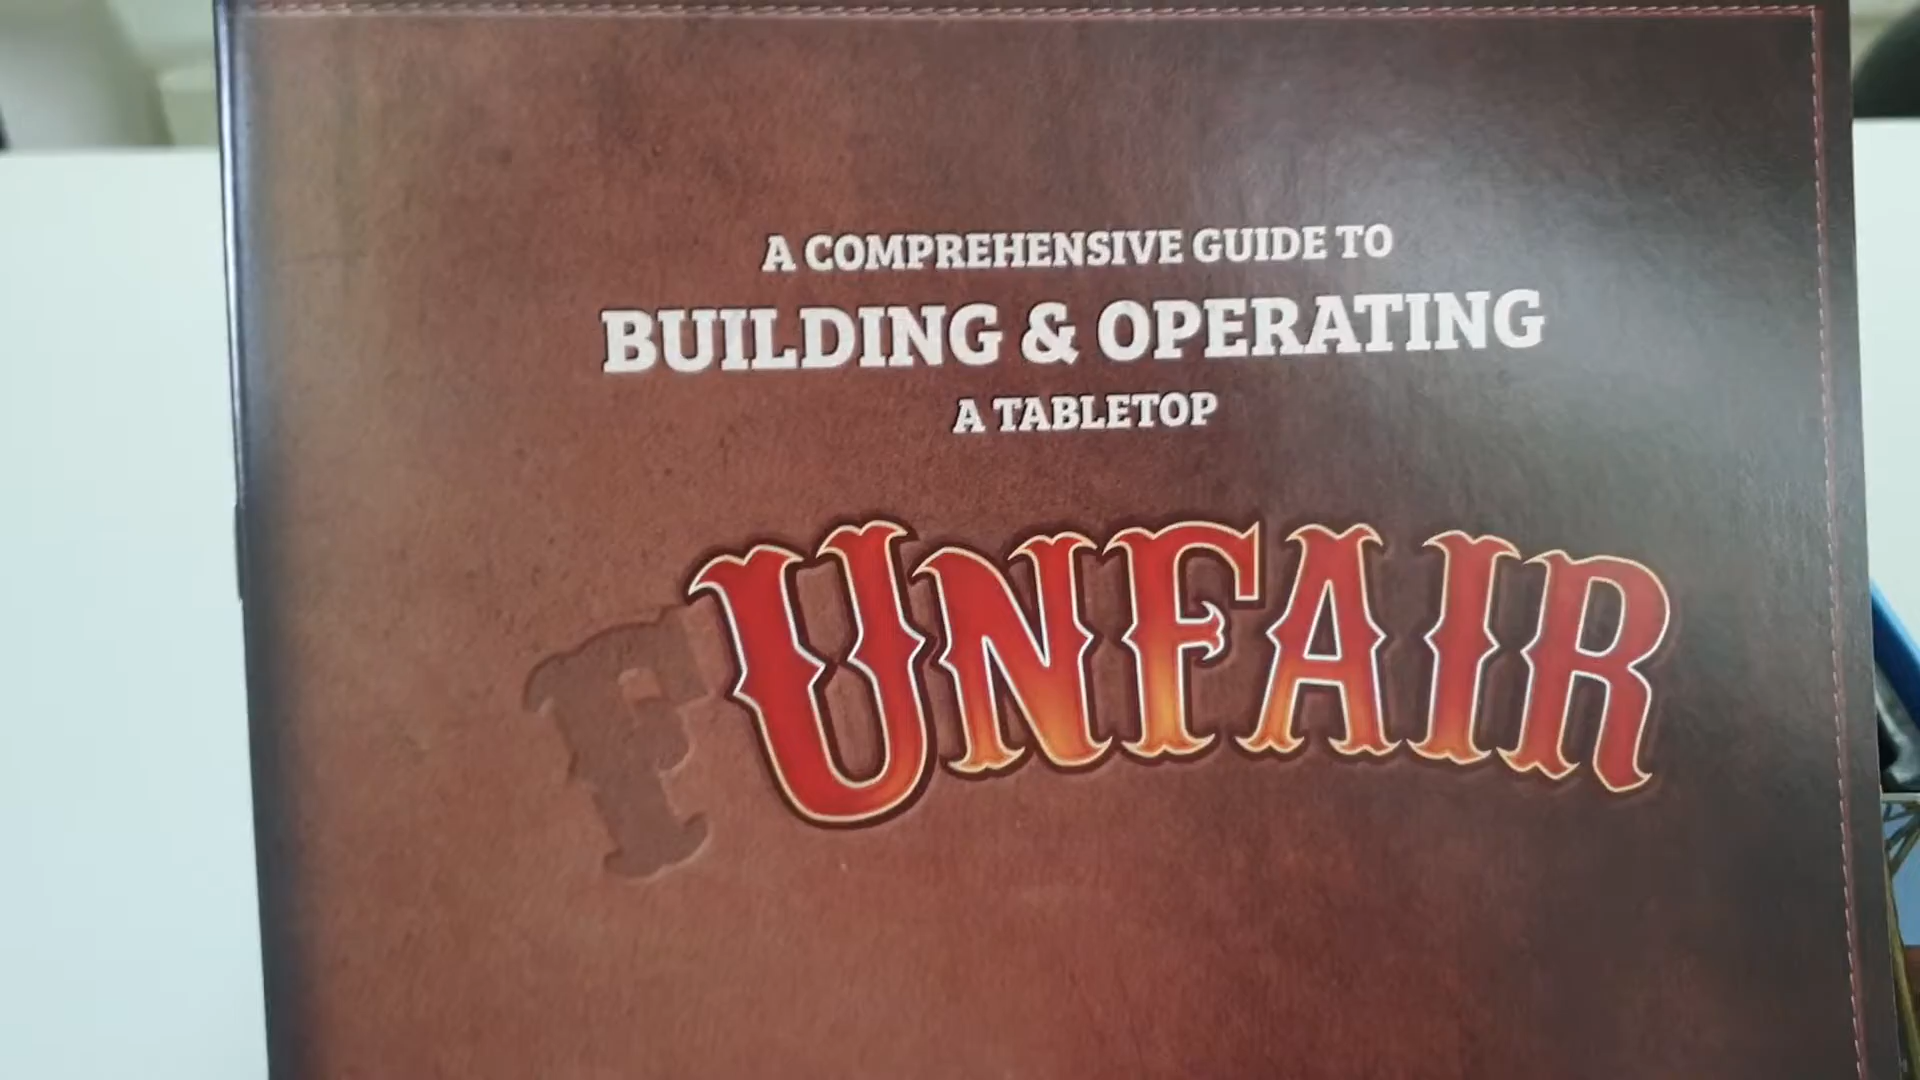 A COMPREHENSIVE GUIDE TO
BUILDING & OPERATING
A TABLETOP
FUNFAIR